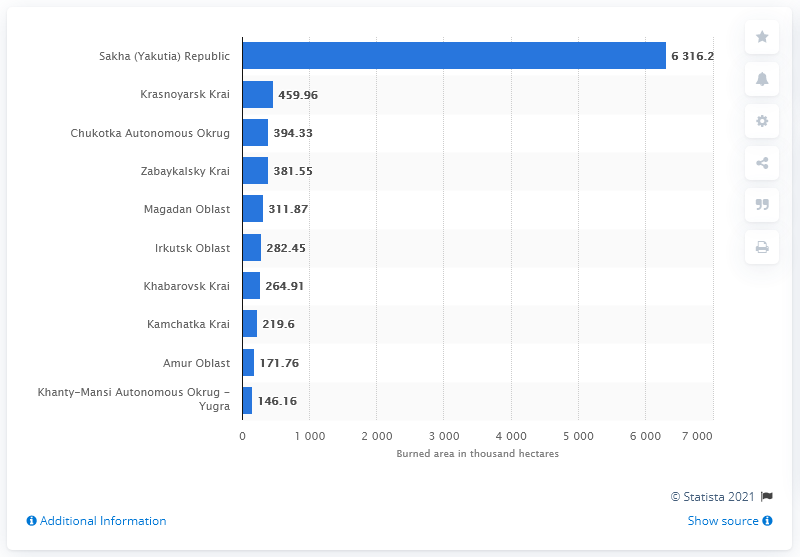 Sakha (Yakutia) Republic 6 316.2
Krasnoyarsk Krai 459.96
Chukotka Autonomous Okrug 394.33
Zabaykalsky Krai 381.55
Magadan Oblast 311.87
Irkutsk Oblast 282.45
Khabarovsk Krai 264.91
Kamchatka Krai 219.6
Amur Oblast 171.76
Khanty-Mansi Autonomous Okrug -
Yugra 146.16
0 1 000 2 000 3 000 4 000 5 000 6 000 7 000
Burned area in thousand hectares
© Statista 2021
Additional Information Show source